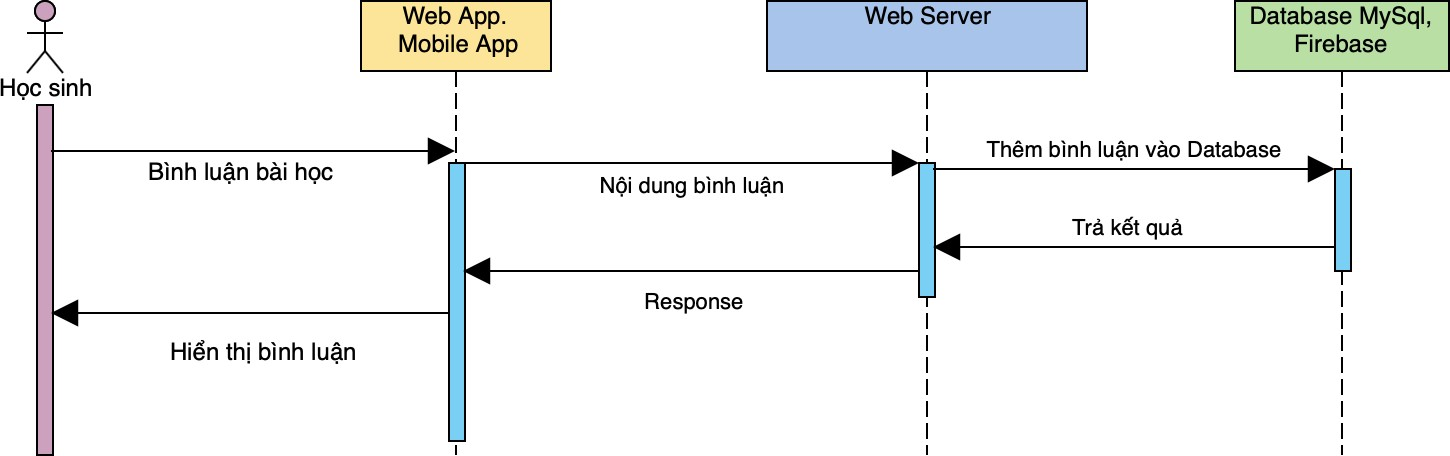 Web App.
Mobile App
Web Server
Database MySql,
Firebase
Học sinh
Bình luận bài học
Nội dung bình luận
Thêm bình luận vào Database
Trả kết quả
Response
Hiển thị bình luận